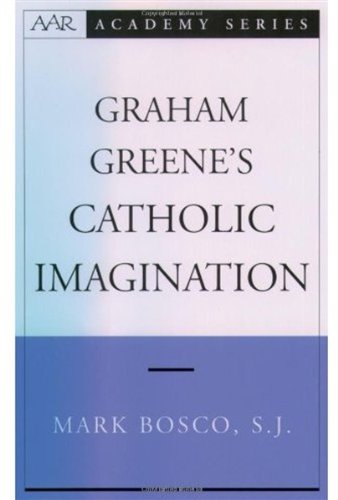 AAR ACADEMY SERIES
GRAHAM
GREENE'S
CATHOLIC
IMAGINATION
MARK BOSCO, S.J.